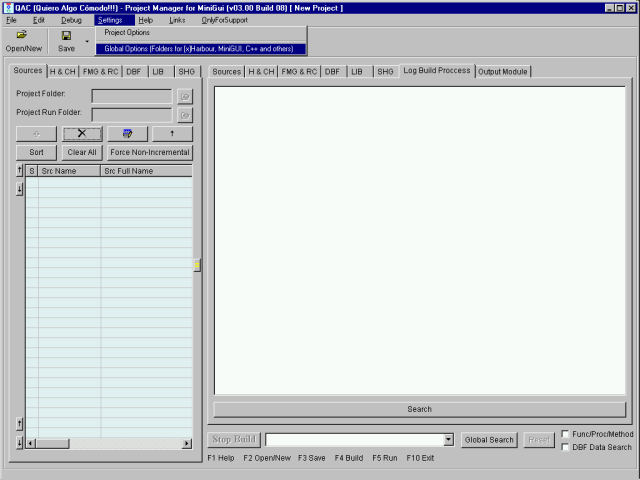 QAC (Quiero Algo Cómodo!!!) - Project Manager for MiniGui [v03.00 Build 08] [ New Project ]
File Edit Debug Settings Help Links OnlyForSupport
Project Options
Global Options (Folders for [x]Harbour, MiniGUI, C++ and others)
Open/New Save
Sources H & CH FMG & RC DBF LIB SHG
Sources H & CH FMG & RC DBF LIB SHG Log Build Proccess Output Module
Project Folder:
Project Run Folder:
Sort Clear All Force Non-Incremental
S Src Name Src Full Name
Search
Stop Build Global Search Reset Func/Proc/Method
DBF Data Search
F1 Help F2 Open/New F3 Save F4 Build F5 Run F10 Exit